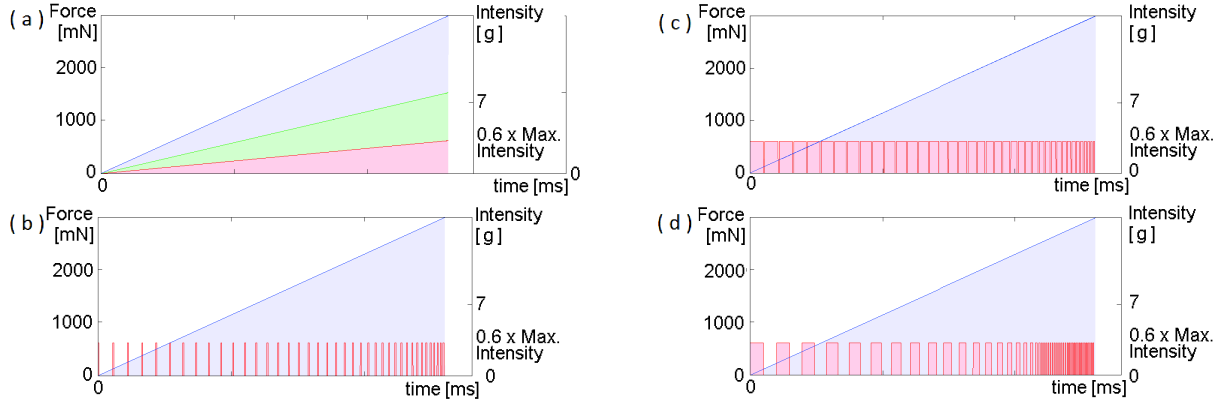 ( a )
Force
[mN]
2000
1000
0
0
time [ms]
Intensity
[ g ]
7
0.6 x Max.
Intensity
0
( b )
Force
[mN]
2000
1000
0
0
time [ms]
Intensity
[ g ]
7
0.6 x Max.
Intensity
0
( c )
Force
[mN]
2000
1000
0
0
time [ms]
Intensity
[ g ]
7
0.6 x Max.
Intensity
0
( d )
Force
[mN]
2000
1000
0
0
time [ms]
Intensity
[ g ]
7
0.6 x Max.
Intensity
0